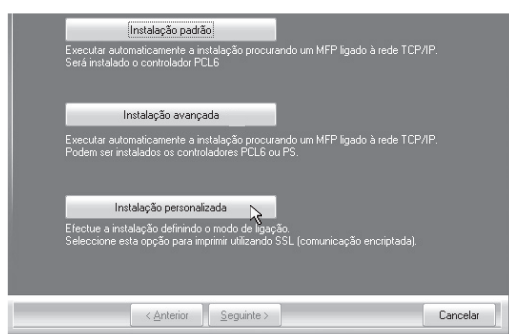 Instalação padrão
Executar automaticamente a instalação procurando um MFP ligado à rede TCP/IP.
Será instalado o controlador PCL6
Instalação avançada
Executar automaticamente a instalação procurando um MFP ligado à rede TCP/IP.
Podem ser instalados os controladores PCL6 ou PS.
Instalação personalizada
Efectue a instalação definindo o modo de ligação.
Seleccione esta opção para imprimir utilizando SSL (comunicação encriptada).
< Anterior Seguinte > Cancelar